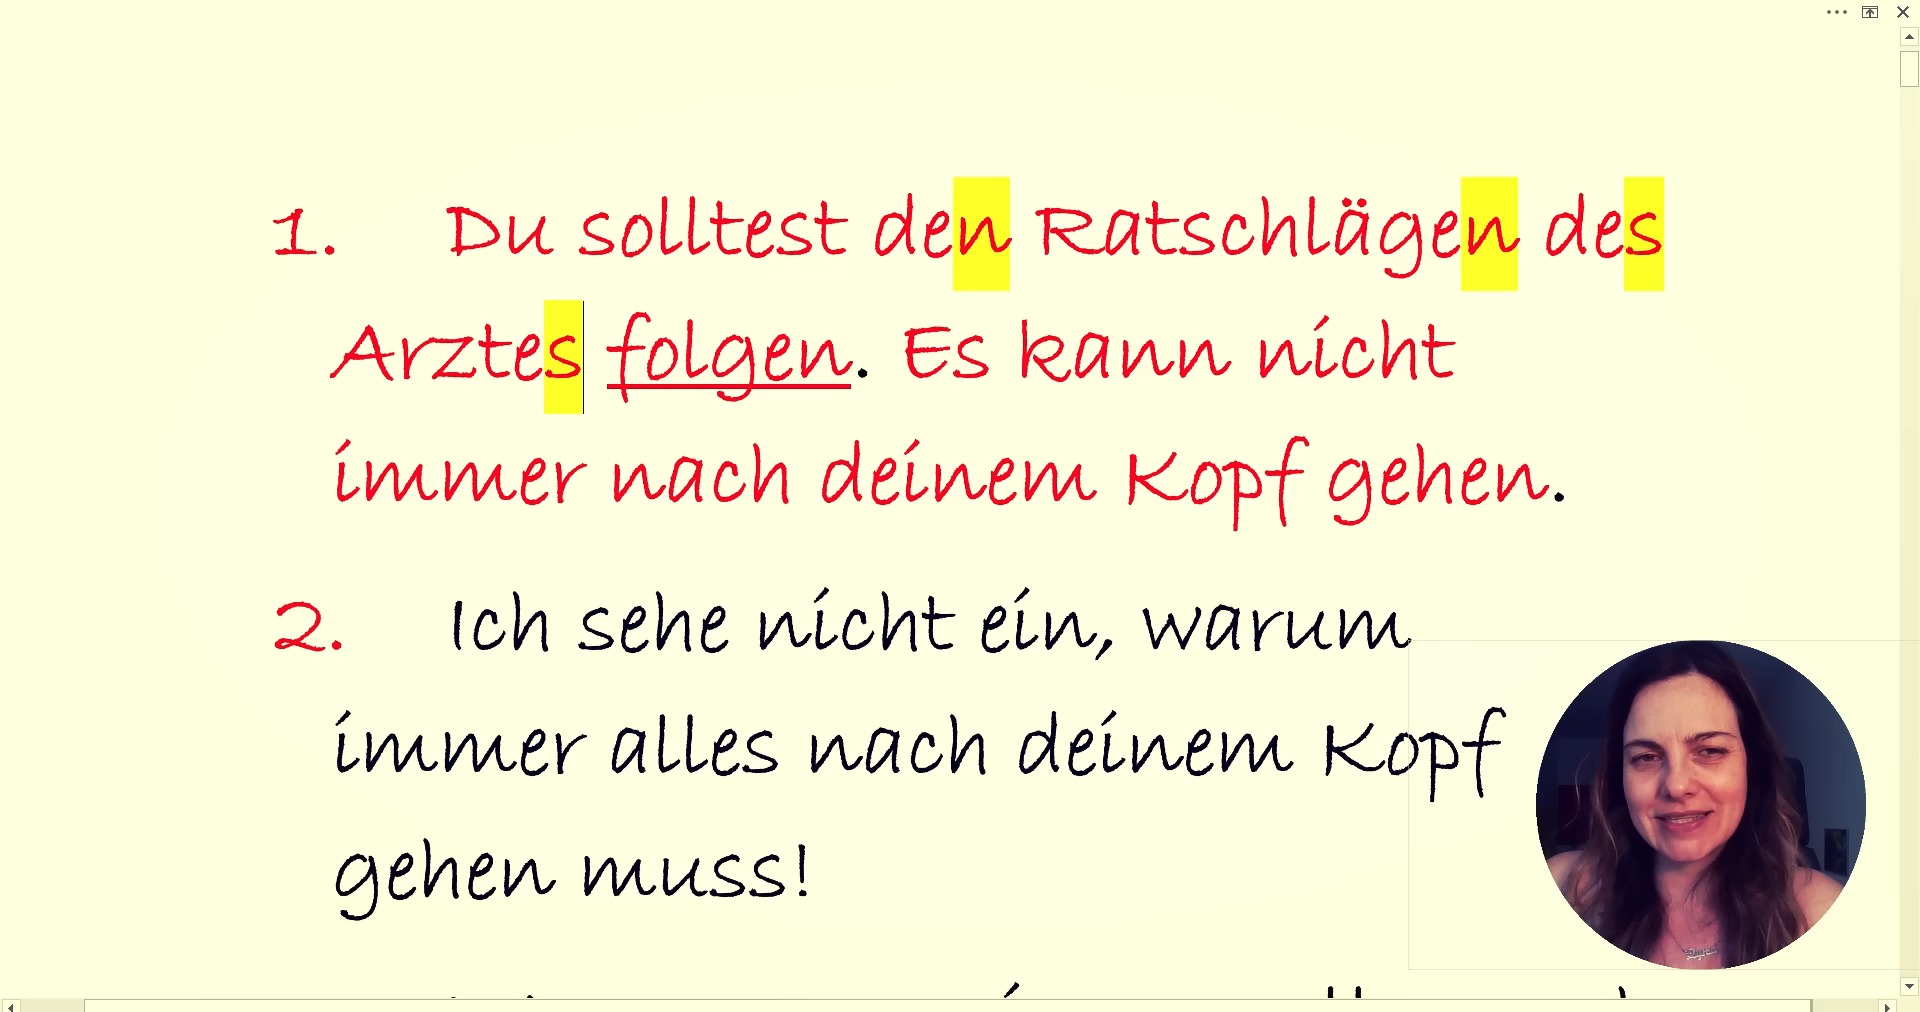 1. Du solltest den Ratschlägen des
Arztes folgen. Es kann nicht
immer nach deinem Kopf gehen.
2. Ich sehe nicht ein, warum
immer alles nach deinem Kopf
gehen muss!